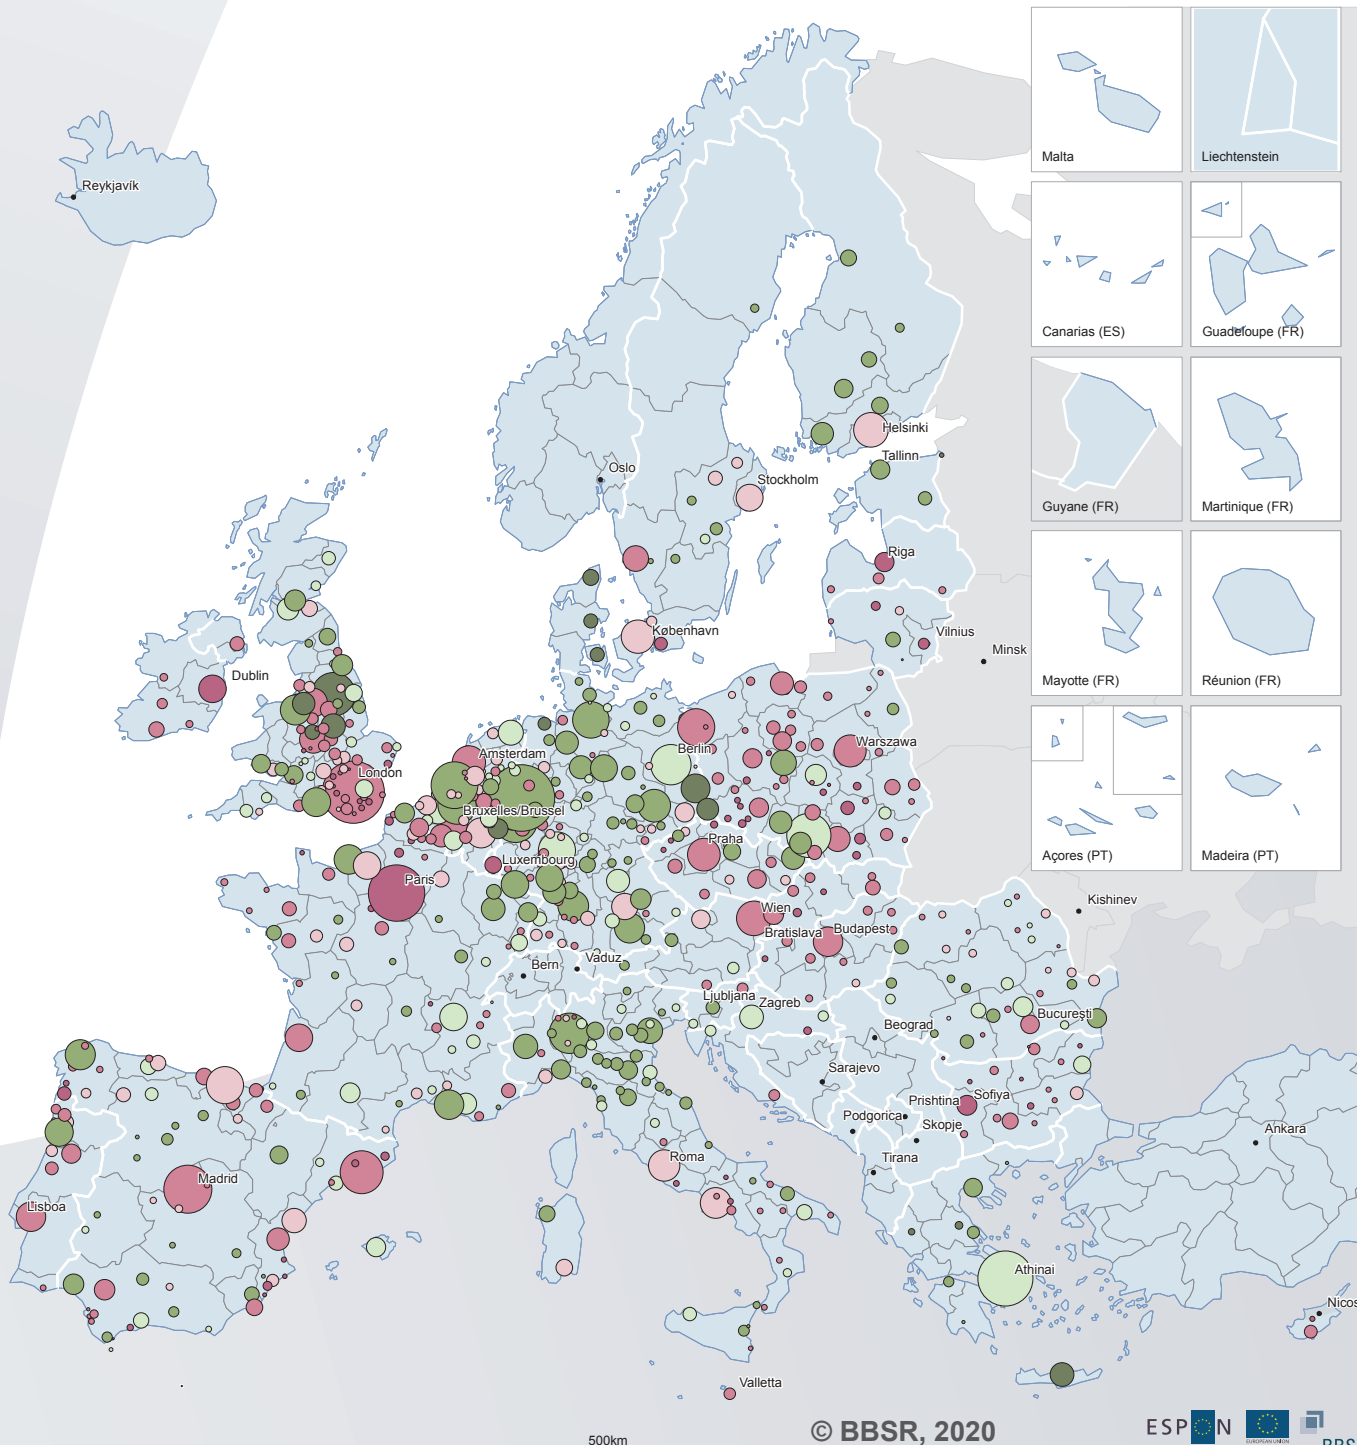 Malta
Liechtenstein
Reykjavík
Canarias (ES)
Guadeloupe (FR)
Helsinki
Tallinn
Oslo
Stockholm
Guyane (FR)
Martinique (FR)
Riga
København
Vilnius
Minsk
Dublin
Mayotte (FR)
Réunion (FR)
Amsterdam
Berlin
Warszawa
London
Bruxelles/Brussel
Praha
Luxembourg
Paris
Açores (PT)
Madeira (PT)
Wien
Kishinev
Bratislava
Budapest
Bern
Vaduz
Ljubljana
Zagreb
Bucureşti
Beograd
Sarajevo
Prishtina
Sofiya
Podgorica
Skopje
Ankara
Tirana
Roma
Madrid
Lisboa
Athinai
Nicos
Valletta
500km
© BBSR, 2020
ESPON
EUROPEAN UNION